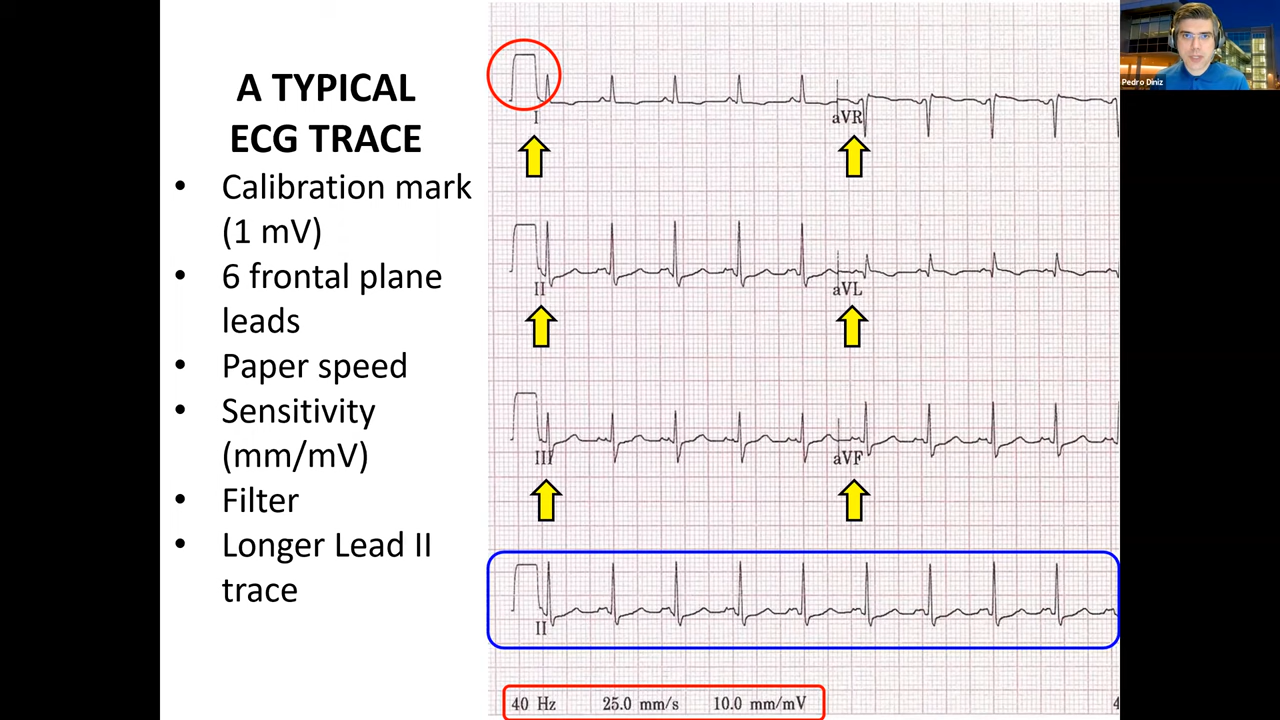 A TYPICAL
ECG TRACE
• Calibration mark
(1 mV)
• 6 frontal plane
leads
• Paper speed
• Sensitivity
(mm/mV)
• Filter
• Longer Lead II
trace
I
aVR
II
aVL
III
aVF
II
40 Hz 25.0 mm/s 10.0 mm/mV
4
Pedro Diniz